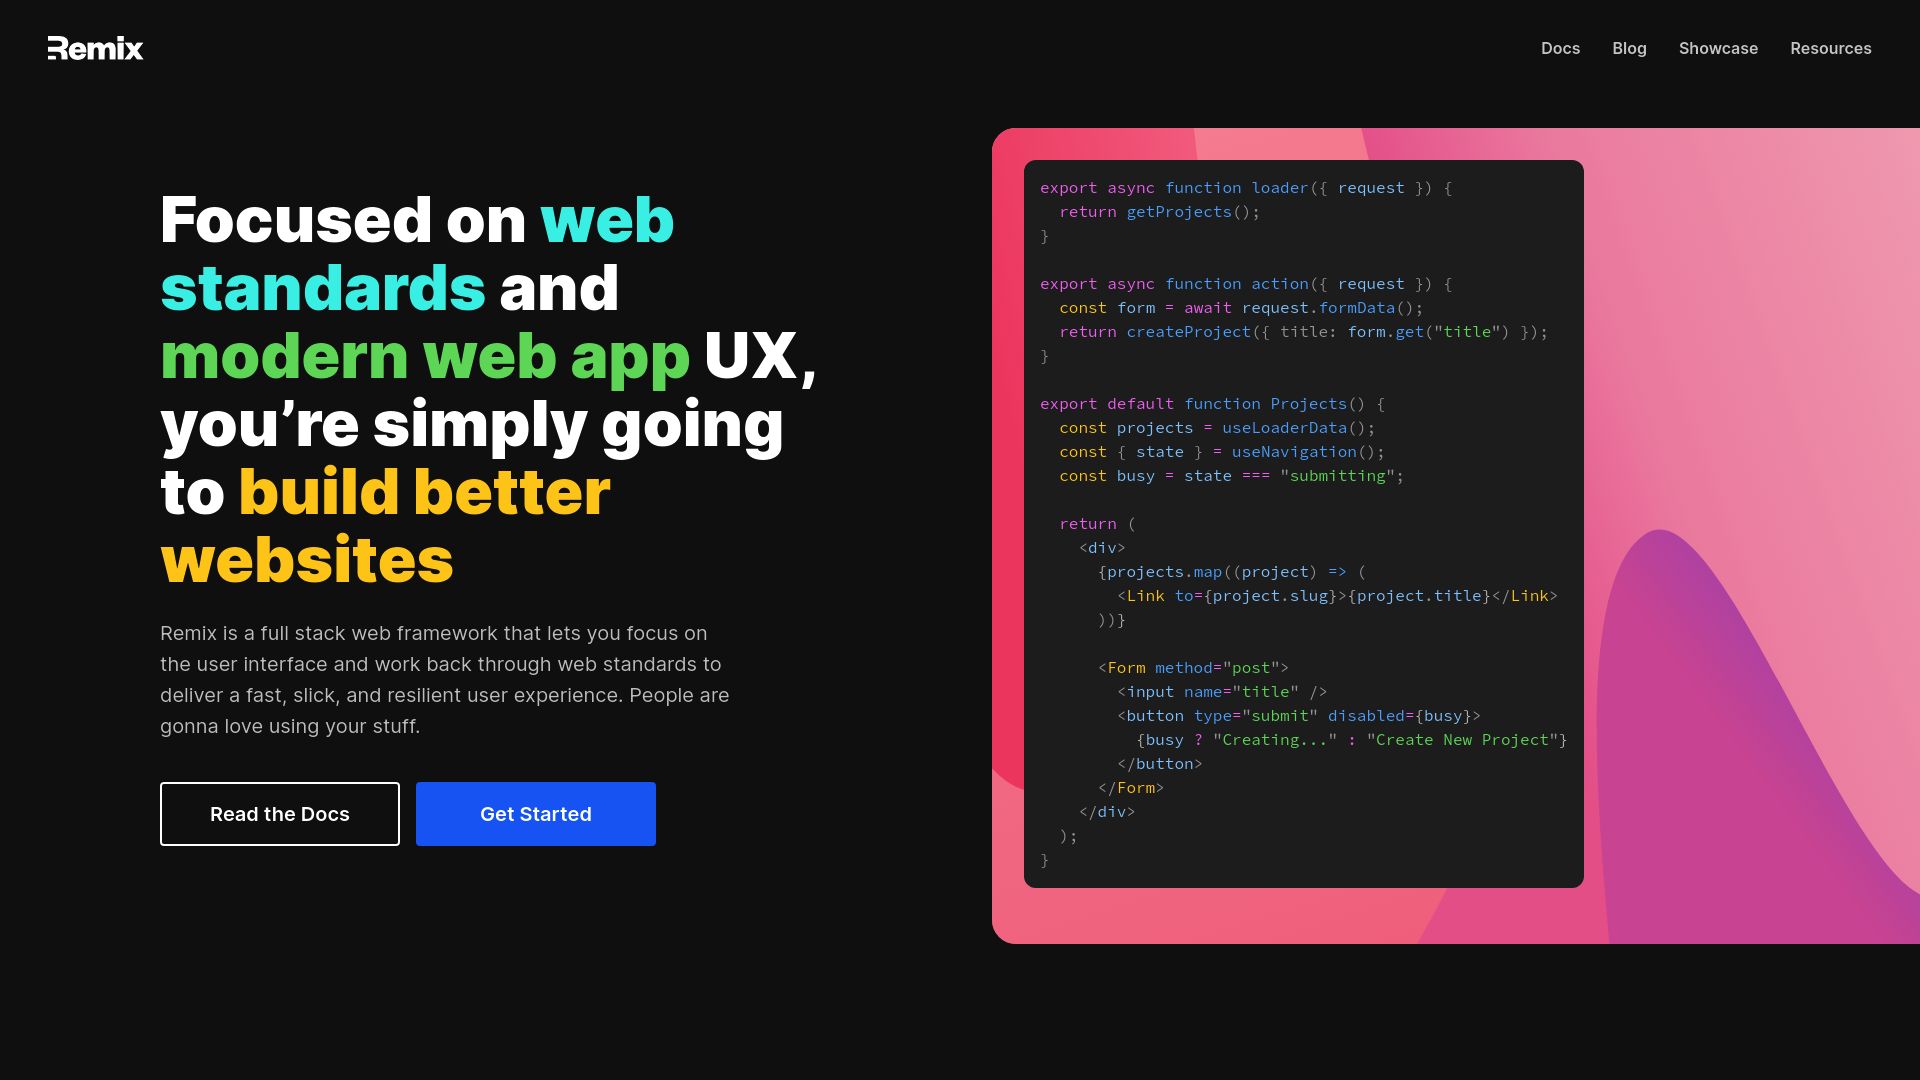 Remix
Docs
Blog
Showcase
Resources
Focused on web
standards and
modern web app UX,
you’re simply going
to build better
websites
Remix is a full stack web framework that lets you focus on
the user interface and work back through web standards to
deliver a fast, slick, and resilient user experience. People are
gonna love using your stuff.
Read the Docs
Get Started
export async function loader({ request }) {
  return getProjects();
}
export async function action({ request }) {
  const form = await request.formData();
  return createProject({ title: form.get("title") });
}
export default function Projects() {
  const projects = useLoaderData();
  const { state } = useNavigation();
  const busy = state === "submitting";
  return (
    <div>
      {projects.map((project) => (
        <Link to={project.slug}>{project.title}</Link>
      ))}
      <Form method="post">
        <input name="title" />
        <button type="submit" disabled={busy}>
          {busy ? "Creating..." : "Create New Project"}
        </button>
      </Form>
    </div>
  );
}